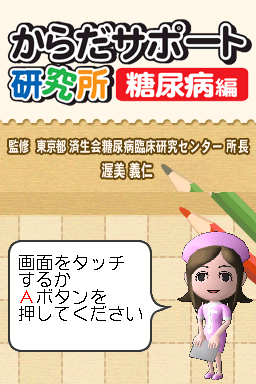 からだサポート
研究所 糖尿病編
監修 東京都 済生会糖尿病臨床研究センター 所長
渥美 義仁
画面をタッチ
するか
Aボタンを
押してください